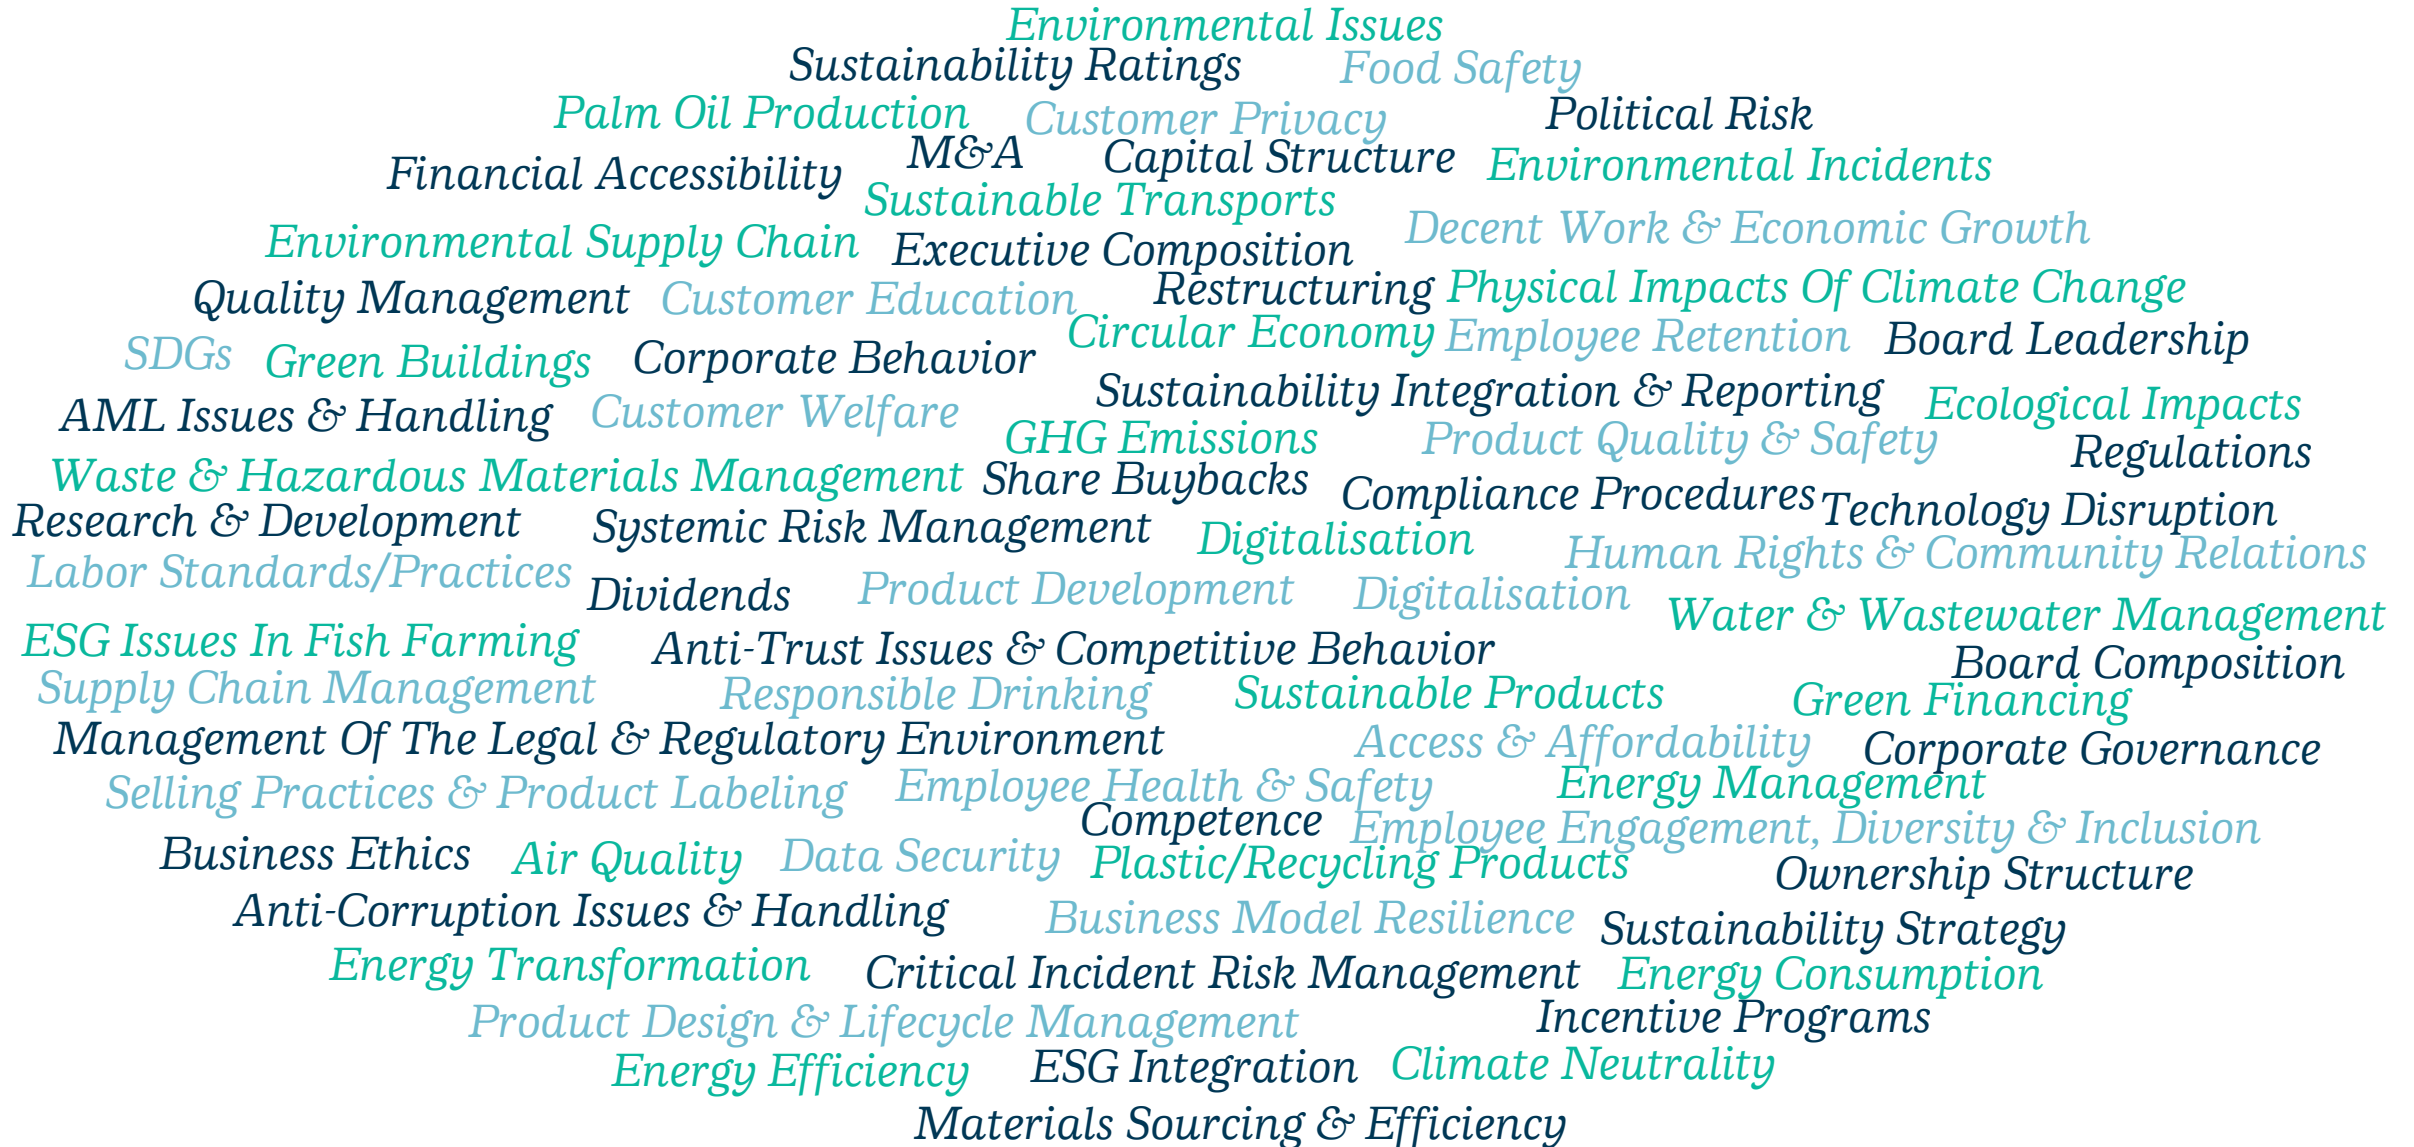 Environmental Issues
Sustainability Ratings Food Safety
Palm Oil Production Customer Privacy Political Risk
Financial Accessibility M&A Capital Structure Environmental Incidents
Sustainable Transports
Environmental Supply Chain Executive Composition Decent Work & Economic Growth
Quality Management Customer Education Restructuring Physical Impacts Of Climate Change
SDGs Green Buildings Corporate Behavior Circular Economy Employee Retention Board Leadership
AML Issues & Handling Customer Welfare Sustainability Integration & Reporting Ecological Impacts
GHG Emissions Product Quality & Safety Regulations
Waste & Hazardous Materials Management Share Buybacks Compliance Procedures Technology Disruption
Research & Development Systemic Risk Management Digitalisation Human Rights & Community Relations
Labor Standards/Practices Dividends Product Development Digitalisation Water & Wastewater Management
ESG Issues In Fish Farming Anti-Trust Issues & Competitive Behavior Board Composition
Supply Chain Management Responsible Drinking Sustainable Products Green Financing
Management Of The Legal & Regulatory Environment Access & Affordability Corporate Governance
Selling Practices & Product Labeling Employee Health & Safety Energy Management
Competence Employee Engagement, Diversity & Inclusion
Business Ethics Air Quality Data Security Plastic/Recycling Products Ownership Structure
Anti-Corruption Issues & Handling Business Model Resilience Sustainability Strategy
Energy Transformation Critical Incident Risk Management Energy Consumption
Product Design & Lifecycle Management Incentive Programs
Energy Efficiency ESG Integration Climate Neutrality
Materials Sourcing & Efficiency